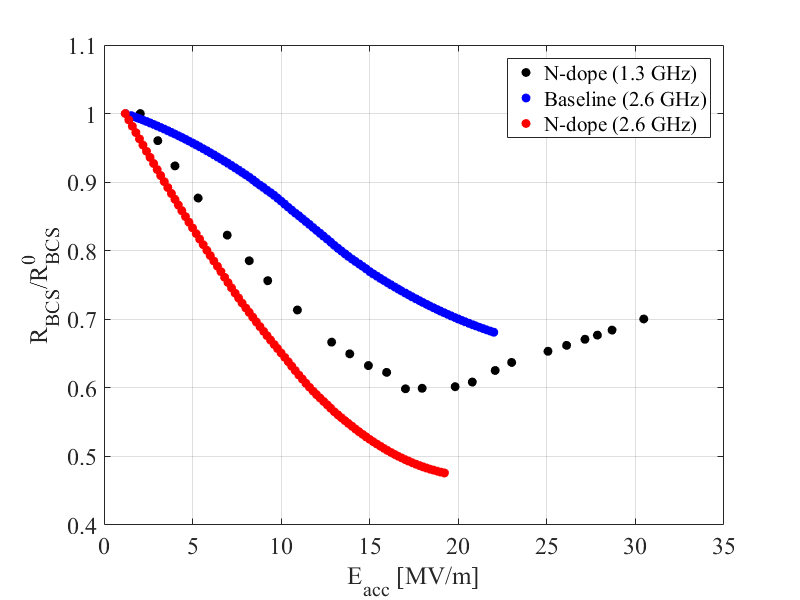 1.1
1
0.9
0.8
0.7
0.6
0.5
0.4
0 5 10 15 20 25 30 35
R_BCS/R^0_BCS
E_acc [MV/m]
N-dope (1.3 GHz)
Baseline (2.6 GHz)
N-dope (2.6 GHz)